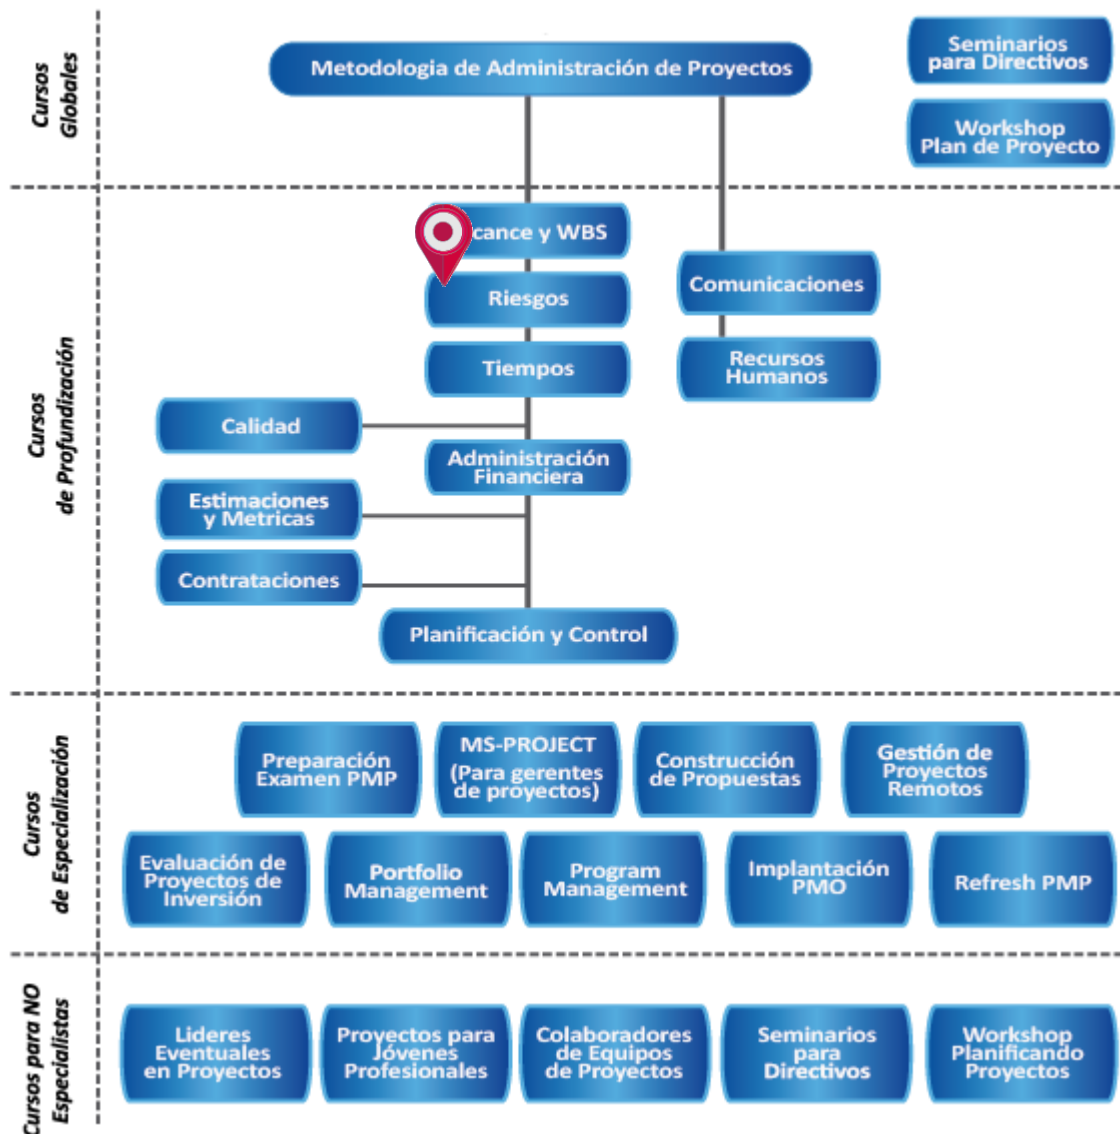 Cursos
Globales
Metodologia de Administración de Proyectos
Seminarios
para Directivos
Workshop
Plan de Proyecto
Cursos
de Profundización
cance y WBS
Riesgos
Tiempos
Comunicaciones
Recursos
Humanos
Calidad
Administración
Financiera
Estimaciones
y Metricas
Contrataciones
Planificación y Control
Cursos
de Especialización
Preparación
Examen PMP
MS-PROJECT
(Para gerentes
de proyectos)
Construcción
de Propuestas
Gestión de
Proyectos
Remotos
Evaluación de
Proyectos de
Inversión
Portfolio
Management
Program
Management
Implantación
PMO
Refresh PMP
Cursos para NO
Especialistas
Lideres
Eventuales
en Proyectos
Proyectos para
Jóvenes
Profesionales
Colaboradores
de Equipos
de Proyectos
Seminarios
para
Directivos
Workshop
Planificando
Proyectos